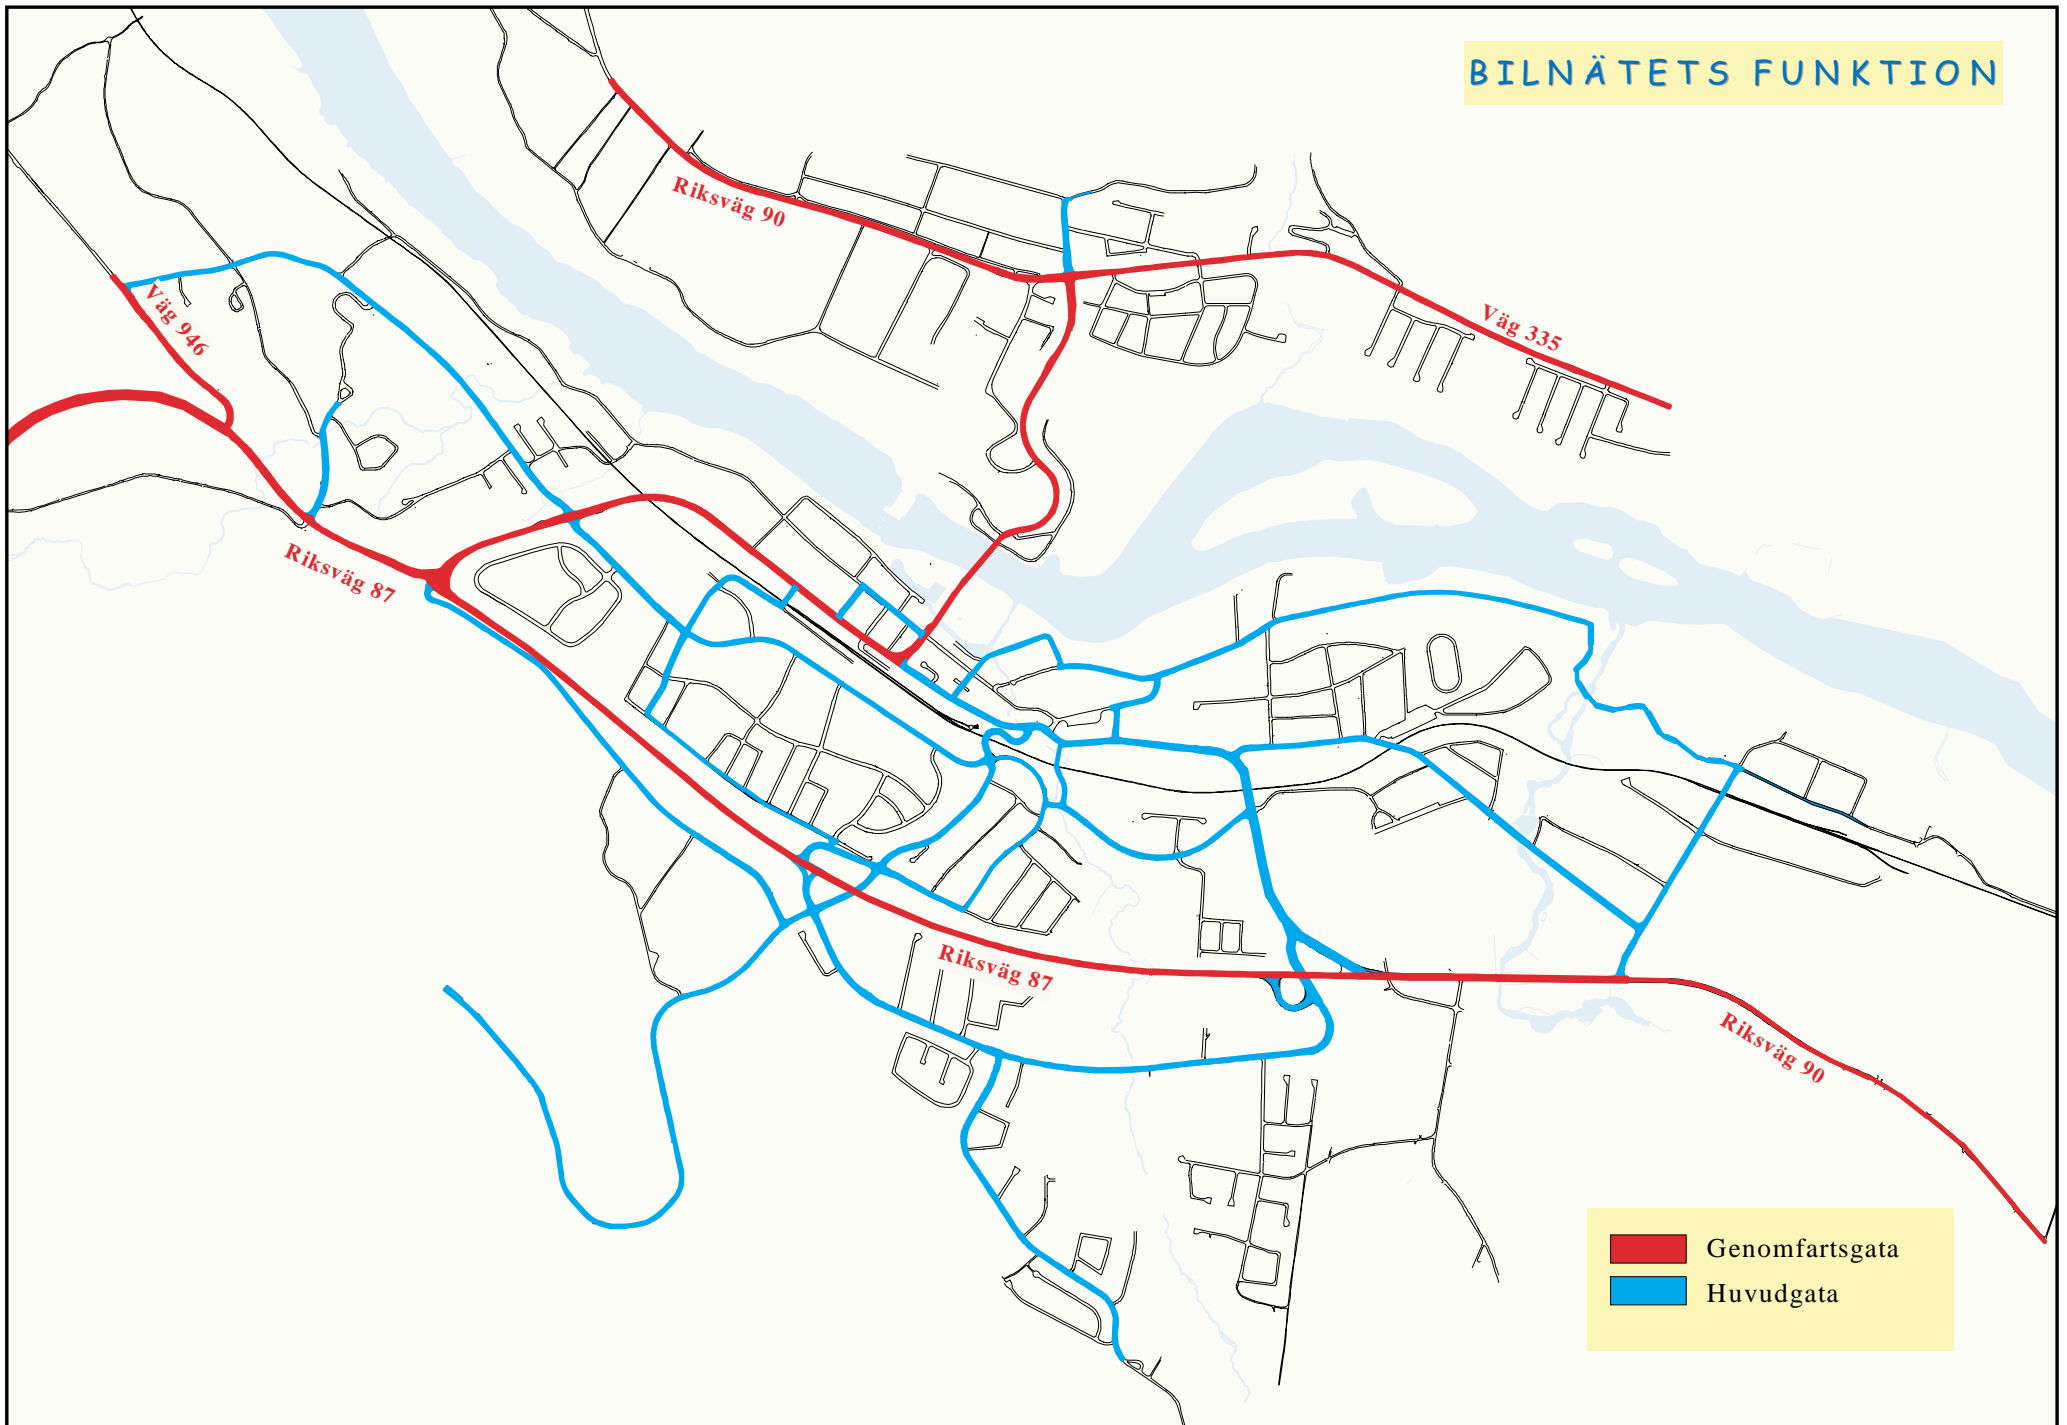 BILNÄTETS FUNKTION
Riksväg 90
Väg 946
Väg 335
Riksväg 87
Riksväg 87
Riksväg 90
Genomfartsgata
Huvudgata